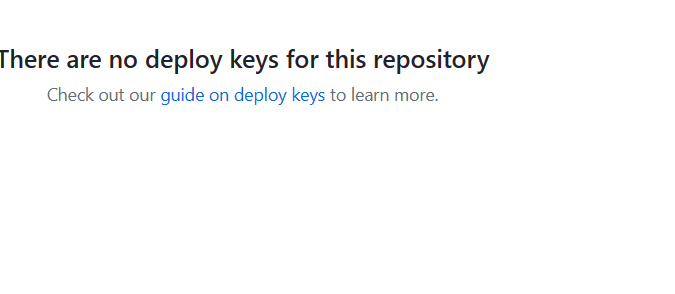 There are no deploy keys for this repository
Check out our guide on deploy keys to learn more.